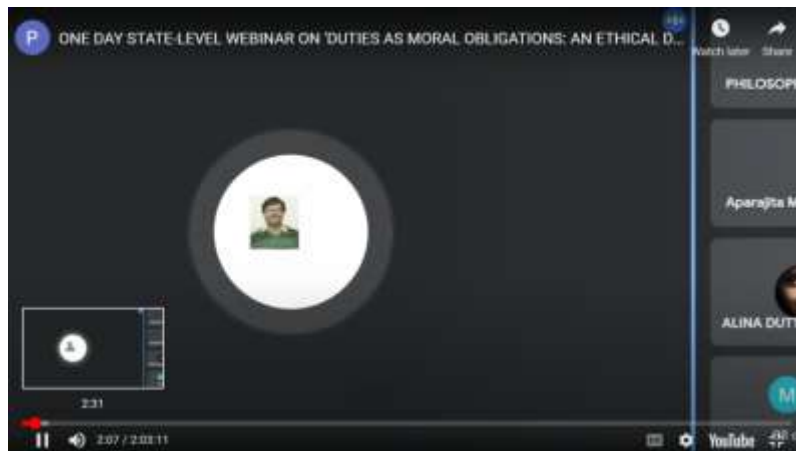 P
ONE DAY STATE-LEVEL WEBINAR ON 'DUTIES AS MORAL OBLIGATIONS: AN ETHICAL D...
Watch later
Share
PHILOSOPH
Aparajita M
ALINA DUTT
M
2:31
2:07 / 2:03:11
YouTube